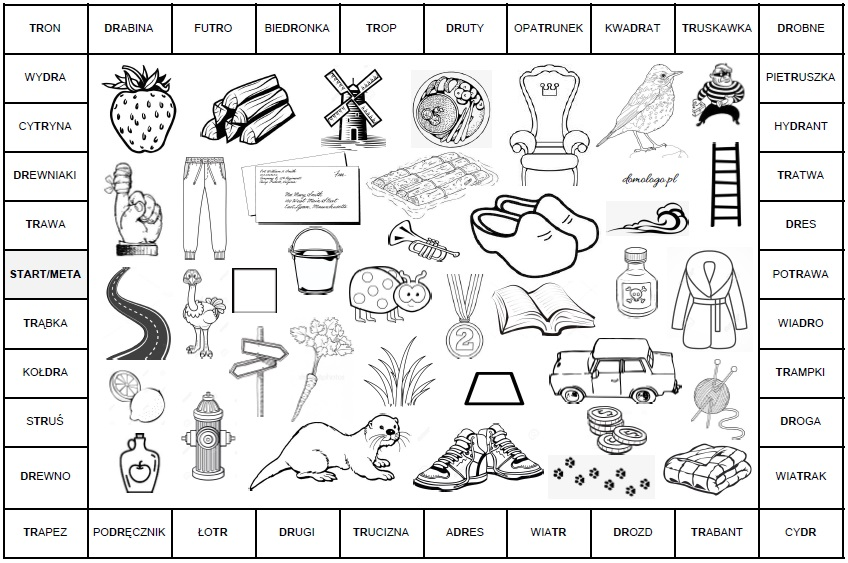 TRON DRABINA FUTRO BIEDRONKA TROP DRUTY OPATRUNEK KWADRAT TRUSKAWKA DROBNE
WYDRA PIETRUSZKA
CYTRYNA HYDRANT
DREWNIAKI TRATWA
domologo.pl
TRAWA DRES
START/META POTRAWA
TRĄBKA WIADRO
2
KOŁDRA TRAMPKI
STRUŚ DROGA
DREWNO WIATRAK
TRAPEZ PODRĘCZNIK ŁOTR DRUGI TRUCIZNA ADRES WIATR DROZD TRABANT CYDR